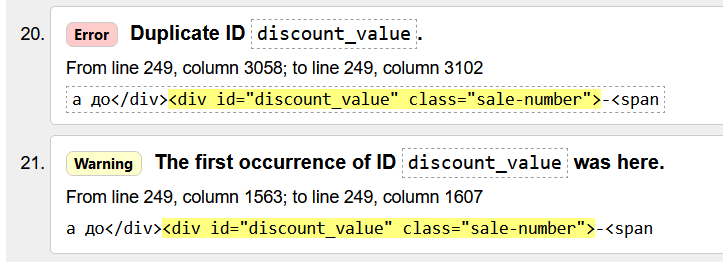 20. Error Duplicate ID discount_value.
From line 249, column 3058; to line 249, column 3102
а до</div><div id="discount_value" class="sale-number">-<span
21. Warning The first occurrence of ID discount_value was here.
From line 249, column 1563; to line 249, column 1607
а до</div><div id="discount_value" class="sale-number">-<span